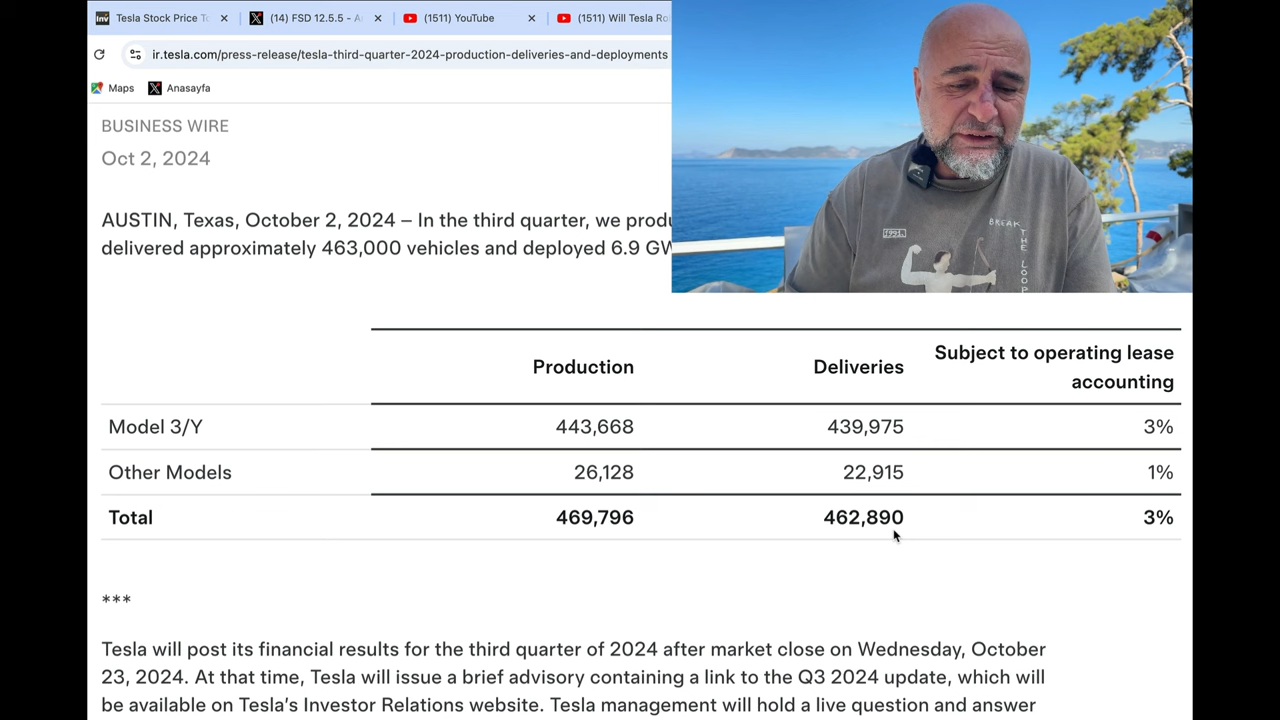 Tesla Stock Price T
(14) FSD 12.5.5 - A
(1511) YouTube
(1511) Will Tesla Ro
ir.tesla.com/press-release/tesla-third-quarter-2024-production-deliveries-and-deployments
Maps
Anasayfa
BUSINESS WIRE
Oct 2, 2024
AUSTIN, Texas, October 2, 2024 – In the third quarter, we produ
delivered approximately 463,000 vehicles and deployed 6.9 GW
1991.
BREAK
THE LOOP
Production Deliveries Subject to operating lease
accounting
Model 3/Y 443,668 439,975 3%
Other Models 26,128 22,915 1%
Total 469,796 462,890 3%
***
Tesla will post its financial results for the third quarter of 2024 after market close on Wednesday, October
23, 2024. At that time, Tesla will issue a brief advisory containing a link to the Q3 2024 update, which will
be available on Tesla's Investor Relations website. Tesla management will hold a live question and answer